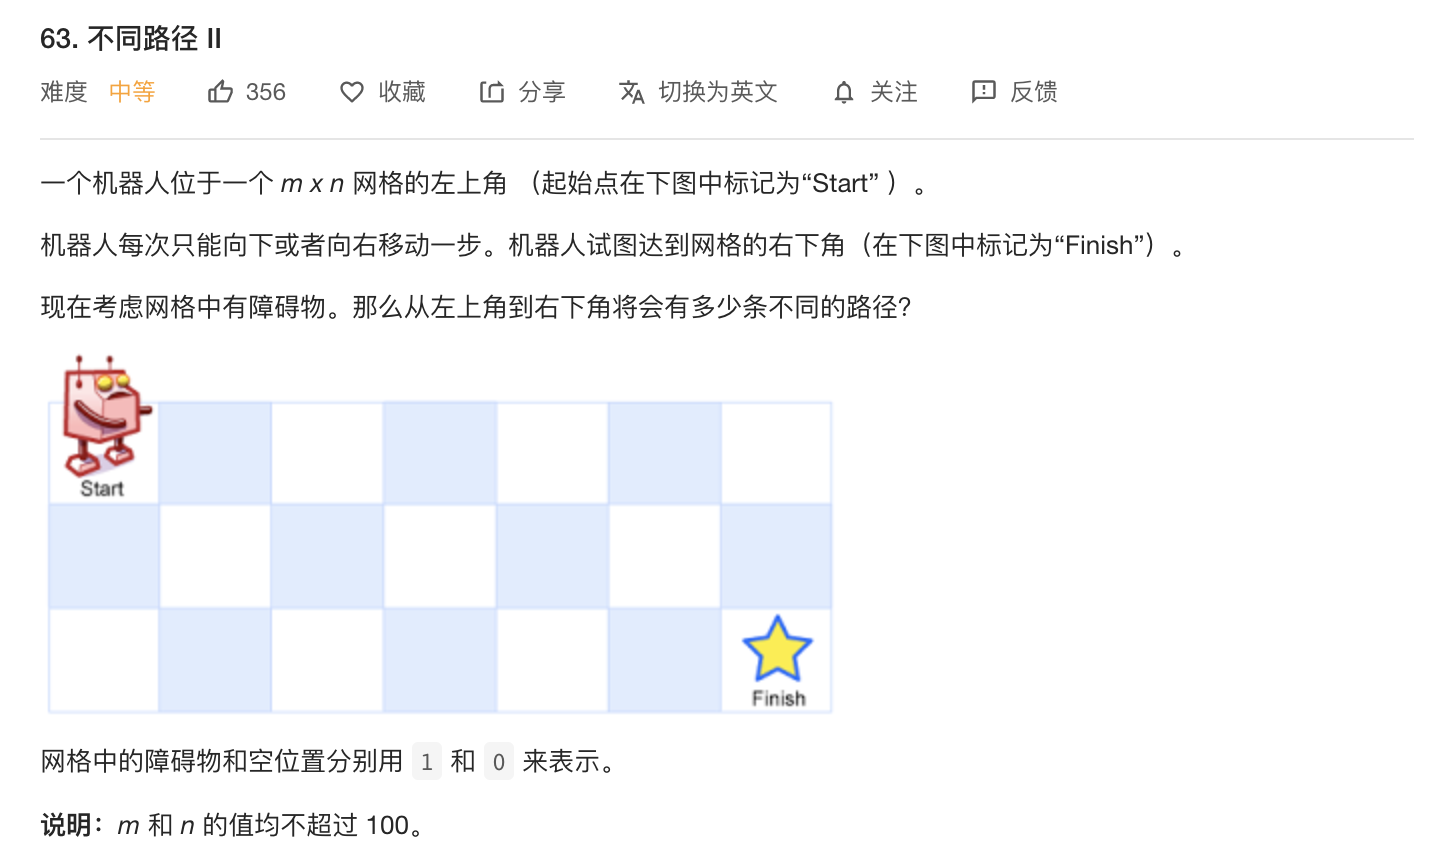 63. 不同路径 II
难度 中等 356 收藏 分享 切换为英文 关注 反馈
一个机器人位于一个 m x n 网格的左上角 （起始点在下图中标记为“Start” ）。
机器人每次只能向下或者向右移动一步。机器人试图达到网格的右下角（在下图中标记为“Finish”）。
现在考虑网格中有障碍物。那么从左上角到右下角将会有多少条不同的路径？
Start
Finish
网格中的障碍物和空位置分别用 1 和 0 来表示。
说明：m 和 n 的值均不超过 100。